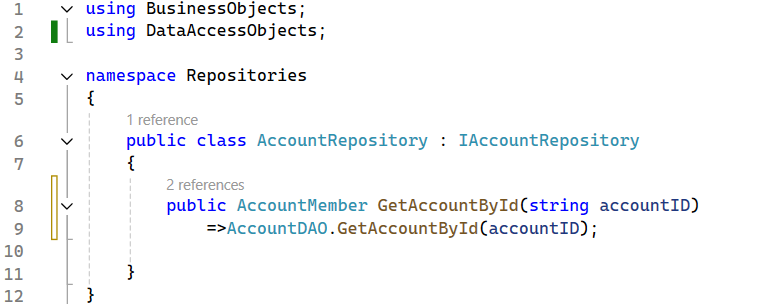 1 using BusinessObjects;
2 using DataAccessObjects;
3
4 namespace Repositories
5 {
1 reference
6 public class AccountRepository : IAccountRepository
7 {
2 references
8 public AccountMember GetAccountById(string accountID)
9 =>AccountDAO.GetAccountById(accountID);
10
11 }
12 }